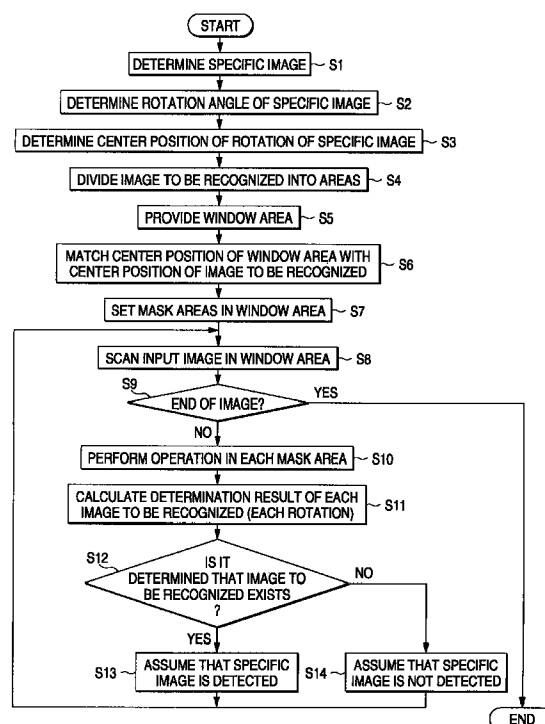 START
DETERMINE SPECIFIC IMAGE S1
DETERMINE ROTATION ANGLE OF SPECIFIC IMAGE S2
DETERMINE CENTER POSITION OF ROTATION OF SPECIFIC IMAGE S3
DIVIDE IMAGE TO BE RECOGNIZED INTO AREAS S4
PROVIDE WINDOW AREA S5
MATCH CENTER POSITION OF WINDOW AREA WITH
CENTER POSITION OF IMAGE TO BE RECOGNIZED
S6
SET MASK AREAS IN WINDOW AREA S7
SCAN INPUT IMAGE IN WINDOW AREA S8
S9
END OF IMAGE?
YES
NO
PERFORM OPERATION IN EACH MASK AREA S10
CALCULATE DETERMINATION RESULT OF EACH
IMAGE TO BE RECOGNIZED (EACH ROTATION)
S11
S12
IS IT
DETERMINED THAT IMAGE TO
BE RECOGNIZED EXISTS
?
NO
YES
S13
ASSUME THAT SPECIFIC
IMAGE IS DETECTED
S14
ASSUME THAT SPECIFIC
IMAGE IS NOT DETECTED
END